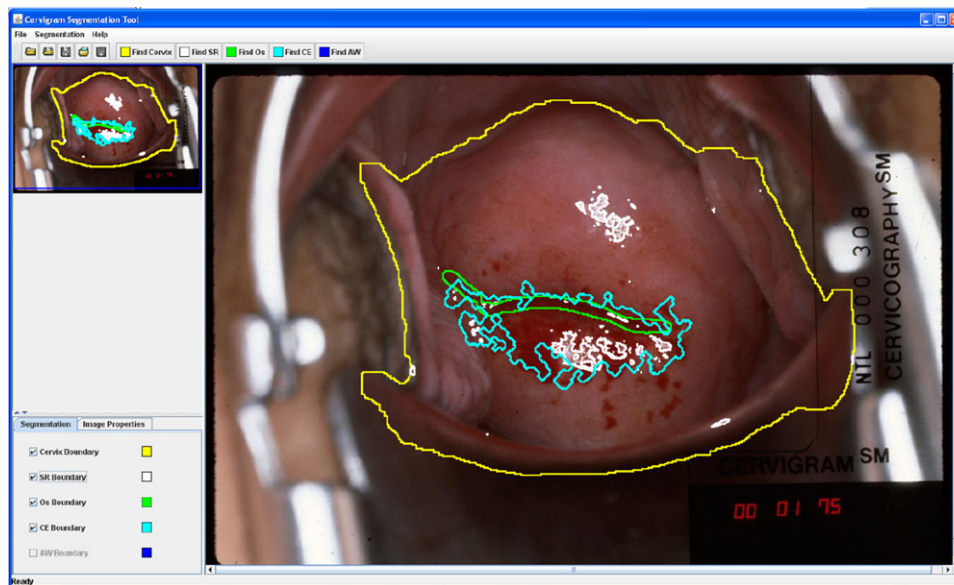 Cervigram Segmentation Tool
File Segmentation Help
Find Cervix Find SR Find Os Find CE Find AW
NTL 000 308
CERVICOGRAPHY SM
CERVIGRAM SM
00 01 75
Segmentation Image Properties
Cervix Boundary
SR Boundary
Os Boundary
CE Boundary
AW Boundary
Ready